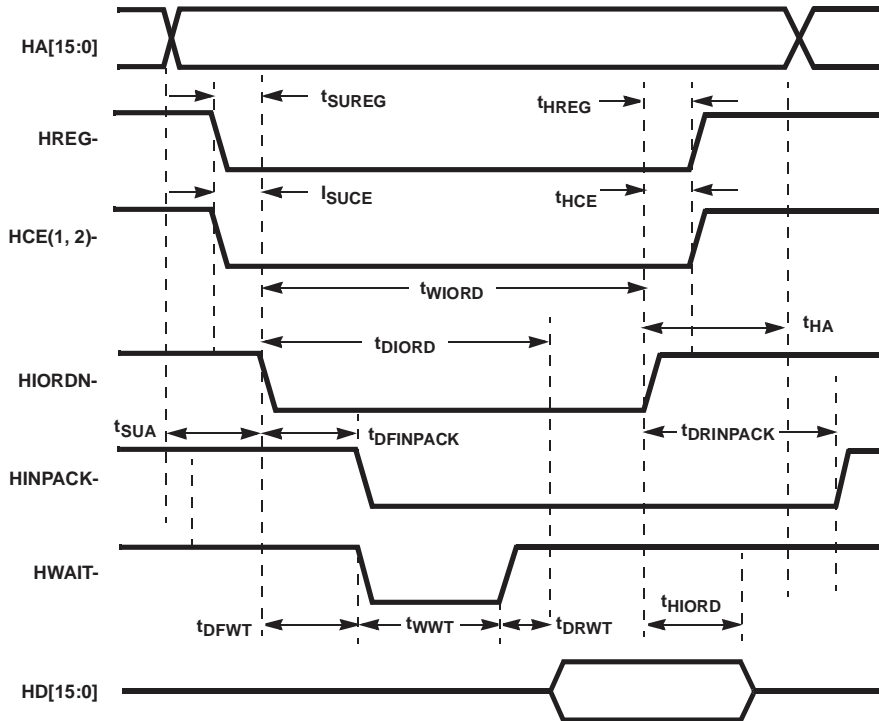 HA[15:0]
tSUREG
tHREG
HREG-
ISUCE
tHCE
HCE(1, 2)-
tWIORD
tHA
tDIORD
HIORDN-
tSUA
tDFINPACK
tDRINPACK
HINPACK-
HWAIT-
tHIORD
tDFWT
tWWT
tDRWT
HD[15:0]